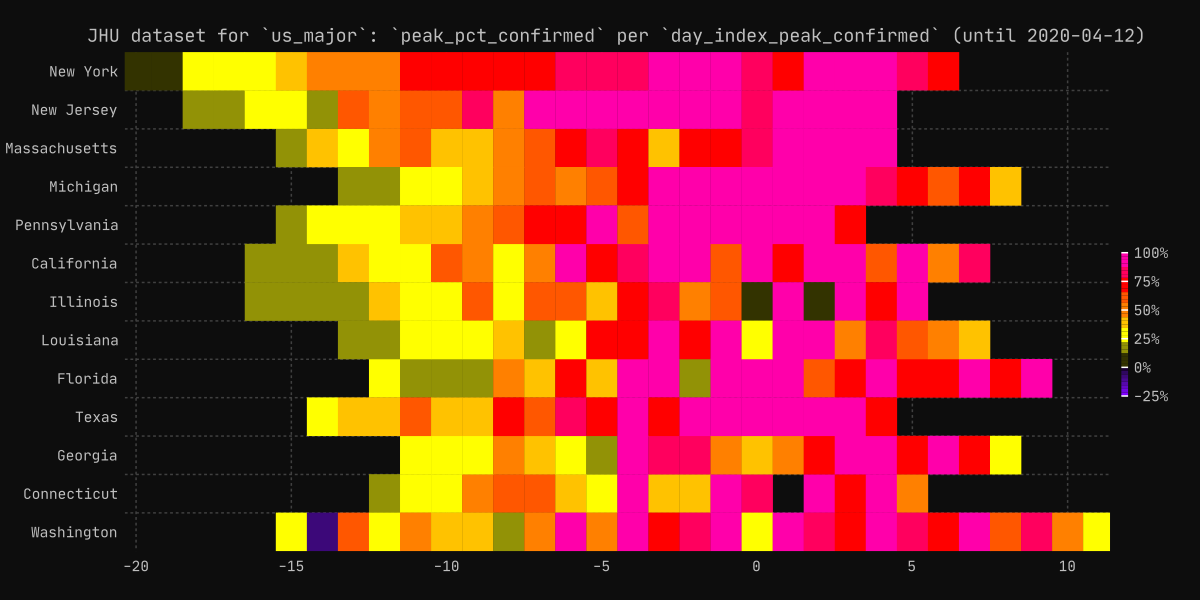 JHU dataset for `us_major`: `peak_pct_confirmed` per `day_index_peak_confirmed` (until 2020-04-12)
New York
New Jersey
Massachusetts
Michigan
Pennsylvania
California
Illinois
Louisiana
Florida
Texas
Georgia
Connecticut
Washington
100%
75%
50%
25%
0%
−25%
−20 −15 −10 −5 0 5 10